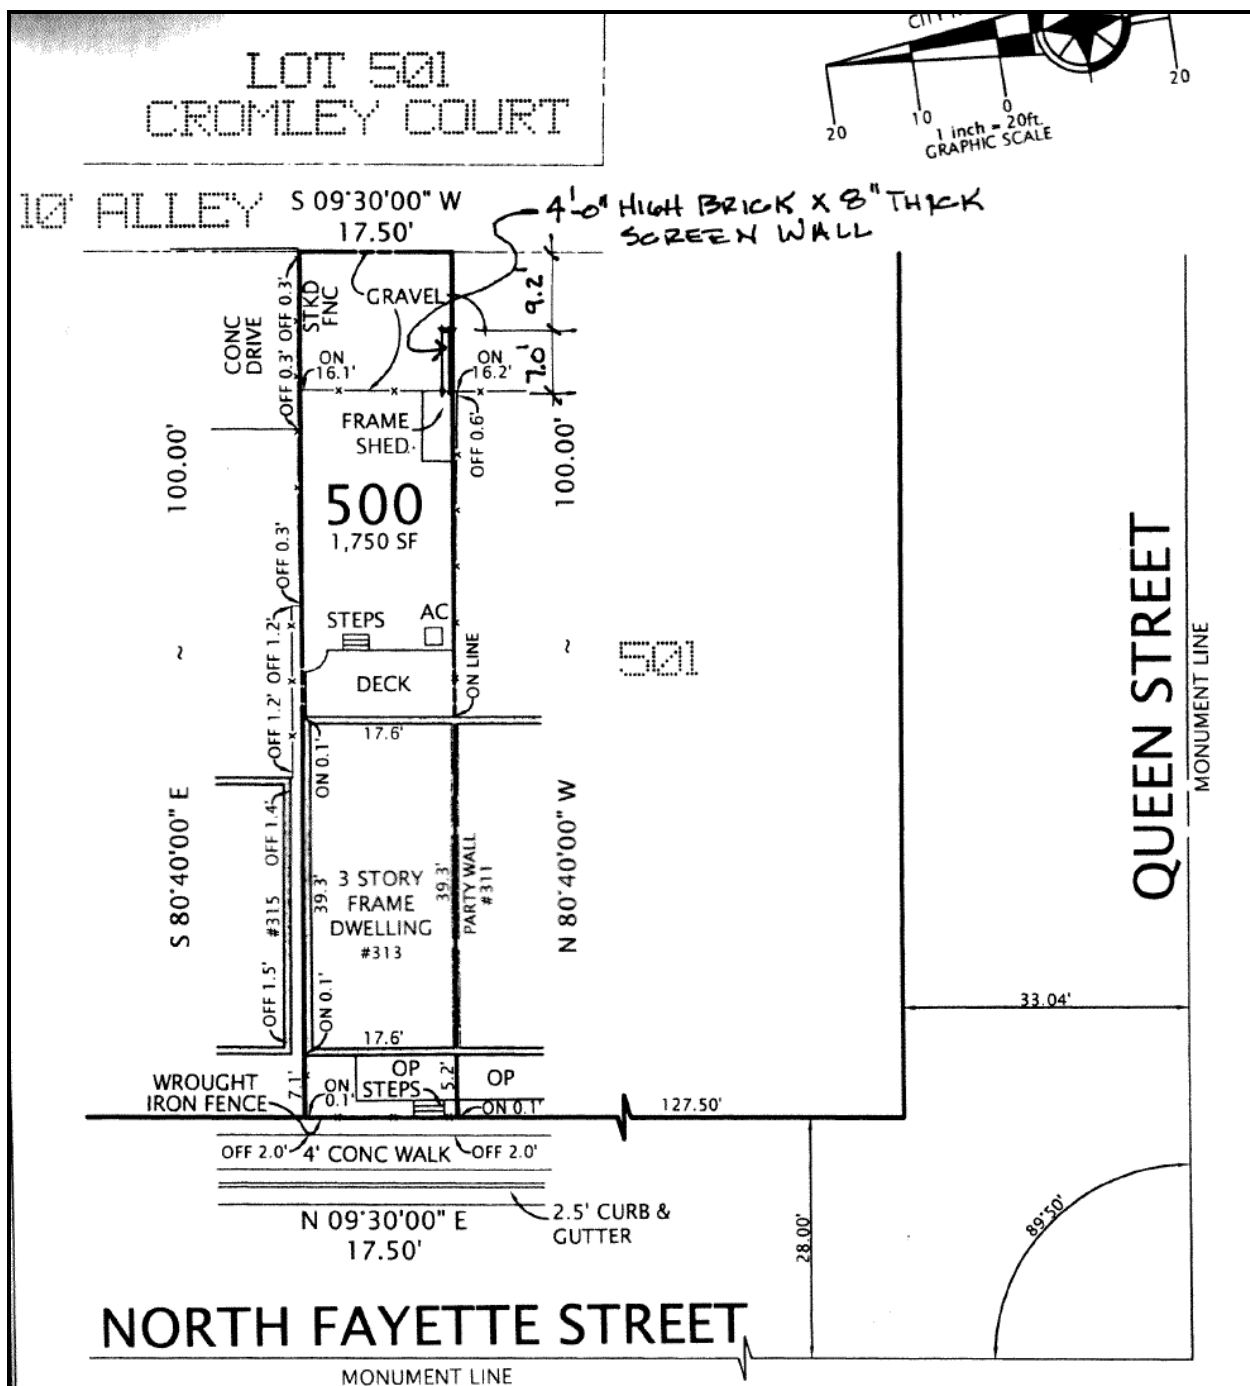 LOT 501
CROMLEY COURT
CITY
20
10
0
20
1 inch = 20ft.
GRAPHIC SCALE
10' ALLEY
S 09°30'00" W
17.50'
4'-0" HIGH BRICK X 8" THICK
SCREEN WALL
OFF 0.3'
STKD
FNC
GRAVEL
9.2'
CONC
DRIVE
OFF 0.3'
ON
16.1'
ON
16.2'
7.0'
FRAME
SHED
OFF 0.6'
100.00'
100.00'
500
1,750 SF
OFF 0.3'
STEPS
AC
OFF 1.2'
ON LINE
~
~
501
DECK
OFF 1.2'
17.6'
ON 0.1'
QUEEN STREET
MONUMENT LINE
S 80°40'00" E
OFF 1.4'
#315
39.3'
3 STORY
FRAME
DWELLING
#313
39.3'
PARTY WALL
#311
N 80°40'00" W
OFF 1.5'
ON 0.1'
33.04'
17.6'
WROUGHT
IRON FENCE
7.1'
ON
0.1'
OP
STEPS
5.2'
OP
ON 0.1'
127.50'
OFF 2.0'
4' CONC WALK
OFF 2.0'
2.5' CURB &
GUTTER
N 09°30'00" E
17.50'
28.00'
89°50'
NORTH FAYETTE STREET
MONUMENT LINE